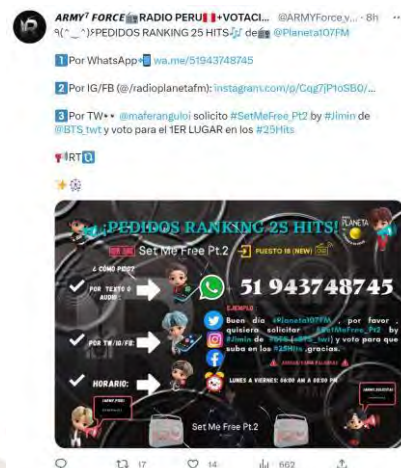 ARMY⁷ FORCE📻RADIO PERU🇵🇪+VOTACI... @ARMYForce_v... · 8h ···
PEDIDOS RANKING 25 HITS🎶 de📻 @Planeta107FM
1️⃣Por WhatsApp📲 wa.me/51943748745
2️⃣Por IG/FB (@/radioplanetafm): instagram.com/p/Cqg7jP1oSB0/...
3️⃣Por TW👀 @maferanguloi solicito #SetMeFree_Pt2 by #Jimin de
@BTS_twt y voto para el 1ER LUGAR en los #25Hits
RT🔁
PEDIDOS RANKING 25 HITS!
PLANETA
Set Me Free Pt.2
PUESTO 18 (NEW)
¿ CÓMO PIDO?
POR TEXTO O
AUDIO :
51 943748745
EJEMPLO
Buen día @Planeta107FM , por favor ,
quisiera solicitar #SetMeFree_Pt2 by
#Jimin de #BTS (@BTS_twt) y voto para que
suba en los #25Hits ,gracias.
POR TW/IG/FB:
HORARIO:
LUNES A VIERNES: 06:00 AM A 08:00 PM
Set Me Free Pt.2
17
14
662